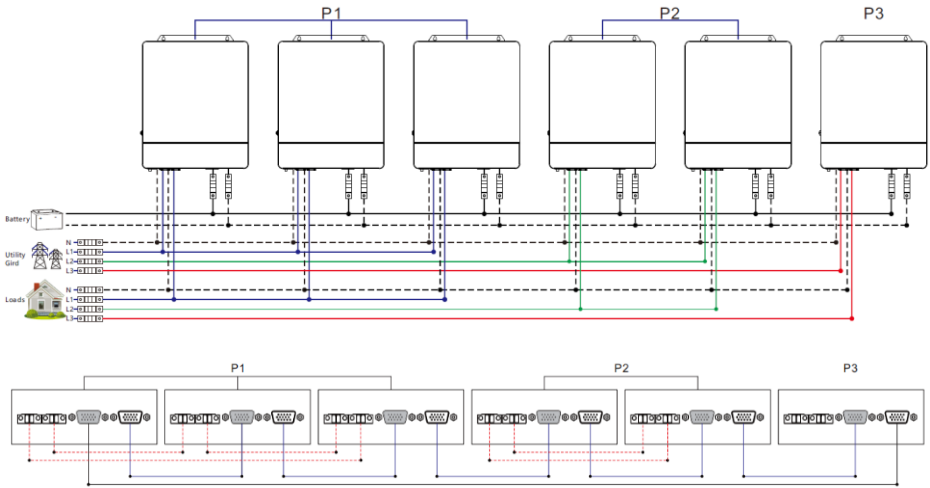 P1 P2 P3
Battery
N
Utility L1
Gird L2
L3
N
Loads L1
L2
L3
P1 P2 P3